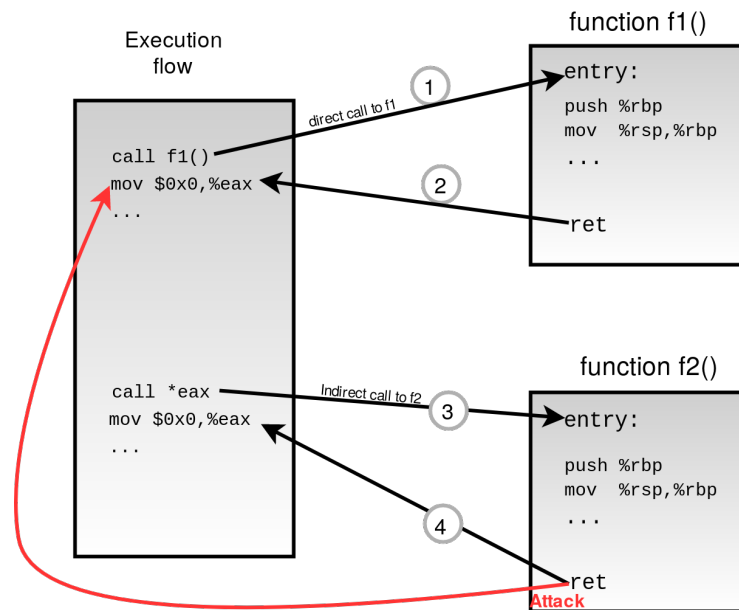 Execution
flow
call f1()
mov $0x0,%eax
...
call *eax
mov $0x0,%eax
...
direct call to f1
1
2
Indirect call to f2
3
4
function f1()
entry:
push %rbp
mov %rsp,%rbp
...
ret
function f2()
entry:
push %rbp
mov %rsp,%rbp
...
ret
Attack